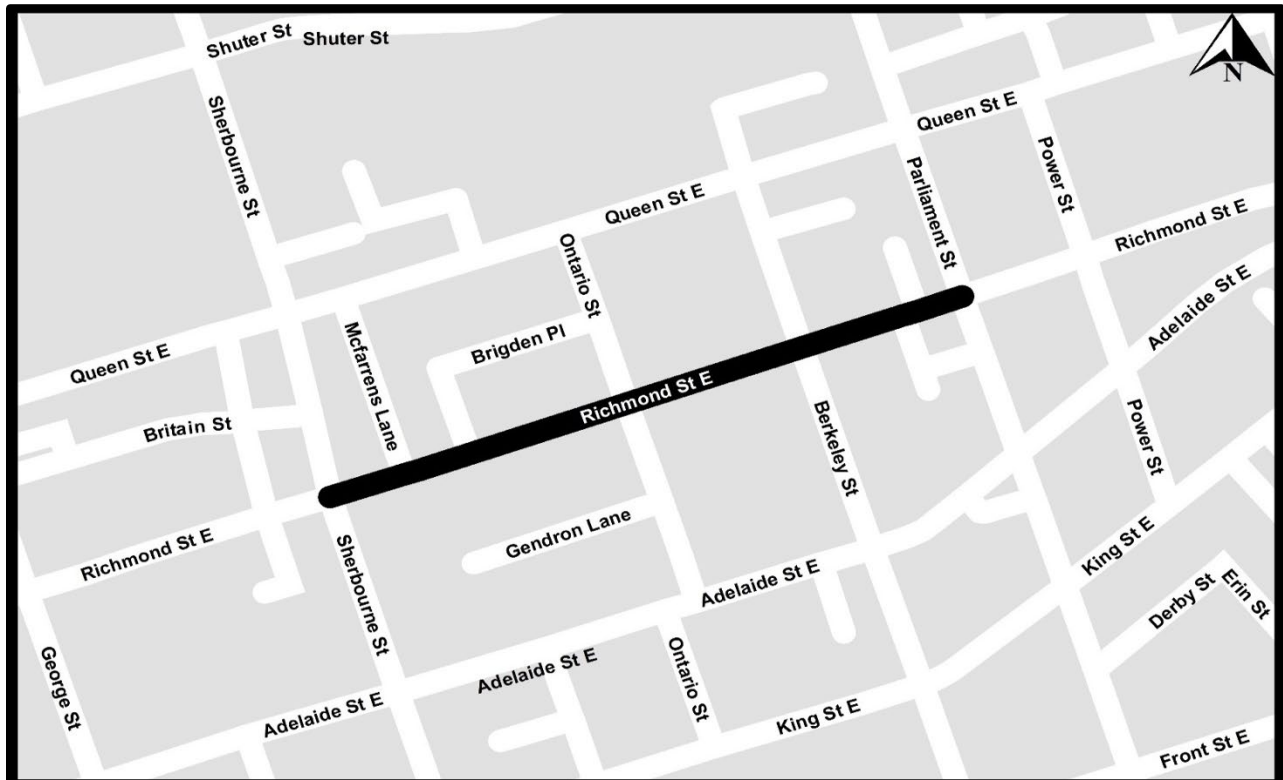 Shuter St
Shuter St
N
Sherbourne St
Queen St E
Power St
Parliament St
Queen St E
Ontario St
Richmond St E
Adelaide St E
Mcfarrens Lane
Brigden Pl
Queen St E
Richmond St E
Britain St
Berkeley St
Power St
Gendron Lane
Richmond St E
Sherbourne St
King St E
Adelaide St E
Derby St
Erin St
George St
Adelaide St E
Ontario St
Adelaide St E
King St E
Front St E